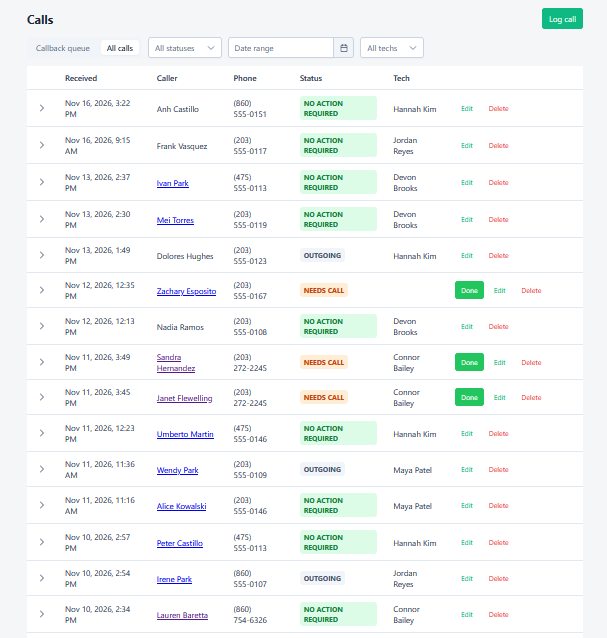 Calls
Log call
Callback queue All calls All statuses Date range All techs
Received Caller Phone Status Tech
Nov 16, 2026, 3:22 PM Anh Castillo (860) 555-0151 NO ACTION REQUIRED Hannah Kim Edit Delete
Nov 16, 2026, 9:15 AM Frank Vasquez (203) 555-0117 NO ACTION REQUIRED Jordan Reyes Edit Delete
Nov 13, 2026, 2:37 PM Ivan Park (475) 555-0113 NO ACTION REQUIRED Devon Brooks Edit Delete
Nov 13, 2026, 2:30 PM Mei Torres (203) 555-0119 NO ACTION REQUIRED Devon Brooks Edit Delete
Nov 13, 2026, 1:49 PM Dolores Hughes (203) 555-0123 OUTGOING Hannah Kim Edit Delete
Nov 12, 2026, 12:35 PM Zachary Esposito (203) 555-0167 NEEDS CALL Done Edit Delete
Nov 12, 2026, 12:13 PM Nadia Ramos (203) 555-0108 NO ACTION REQUIRED Devon Brooks Edit Delete
Nov 11, 2026, 3:49 PM Sandra Hernandez (203) 272-2245 NEEDS CALL Connor Bailey Done Edit Delete
Nov 11, 2026, 3:45 PM Janet Flewelling (203) 272-2245 NEEDS CALL Connor Bailey Done Edit Delete
Nov 11, 2026, 12:23 PM Umberto Martin (475) 555-0146 NO ACTION REQUIRED Hannah Kim Edit Delete
Nov 11, 2026, 11:36 AM Wendy Park (203) 555-0109 OUTGOING Maya Patel Edit Delete
Nov 11, 2026, 11:16 AM Alice Kowalski (203) 555-0146 NO ACTION REQUIRED Maya Patel Edit Delete
Nov 10, 2026, 2:57 PM Peter Castillo (475) 555-0113 NO ACTION REQUIRED Hannah Kim Edit Delete
Nov 10, 2026, 2:54 PM Irene Park (860) 555-0107 OUTGOING Jordan Reyes Edit Delete
Nov 10, 2026, 2:34 PM Lauren Baretta (860) 754-6326 NO ACTION REQUIRED Connor Bailey Edit Delete